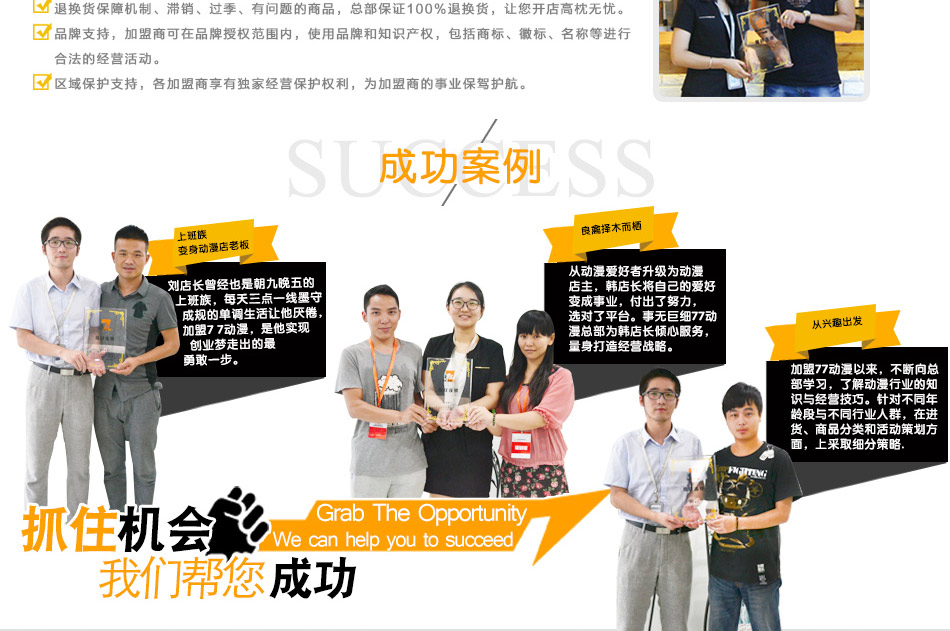 退换货保障机制、滞销、过季、有问题的商品，总部保证100%退换货，让您开店高枕无忧。
品牌支持，加盟商可在品牌授权范围内，使用品牌和知识产权，包括商标、徽标、名称等进行
合法的经营活动。
区域保护支持，各加盟商享有独家经营保护权利，为加盟商的事业保驾护航。
SUCCESS
成功案例
上班族
变身动漫店老板
刘店长曾经也是朝九晚五的
上班族，每天三点一线墨守
成规的单调生活让他厌倦，
加盟7 7动漫，是他实现
创业梦走出的最
勇敢一步。
良禽择木而栖
从动漫爱好者升级为动漫
店主，韩店长将自己的爱好
变成事业，付出了努力，
选对了平台。事无巨细77动
漫总部为韩店长倾心服务，
量身打造经营战略。
从兴趣出发
加盟77动漫以来，不断向总
部学习，了解动漫行业的知
识与经营技巧。针对不同年
龄段与不同行业人群，在进
货、商品分类和活动策划方
面，上采取细分策略.
抓住机会
Grab The Opportunity
We can help you to succeed
我们帮您成功